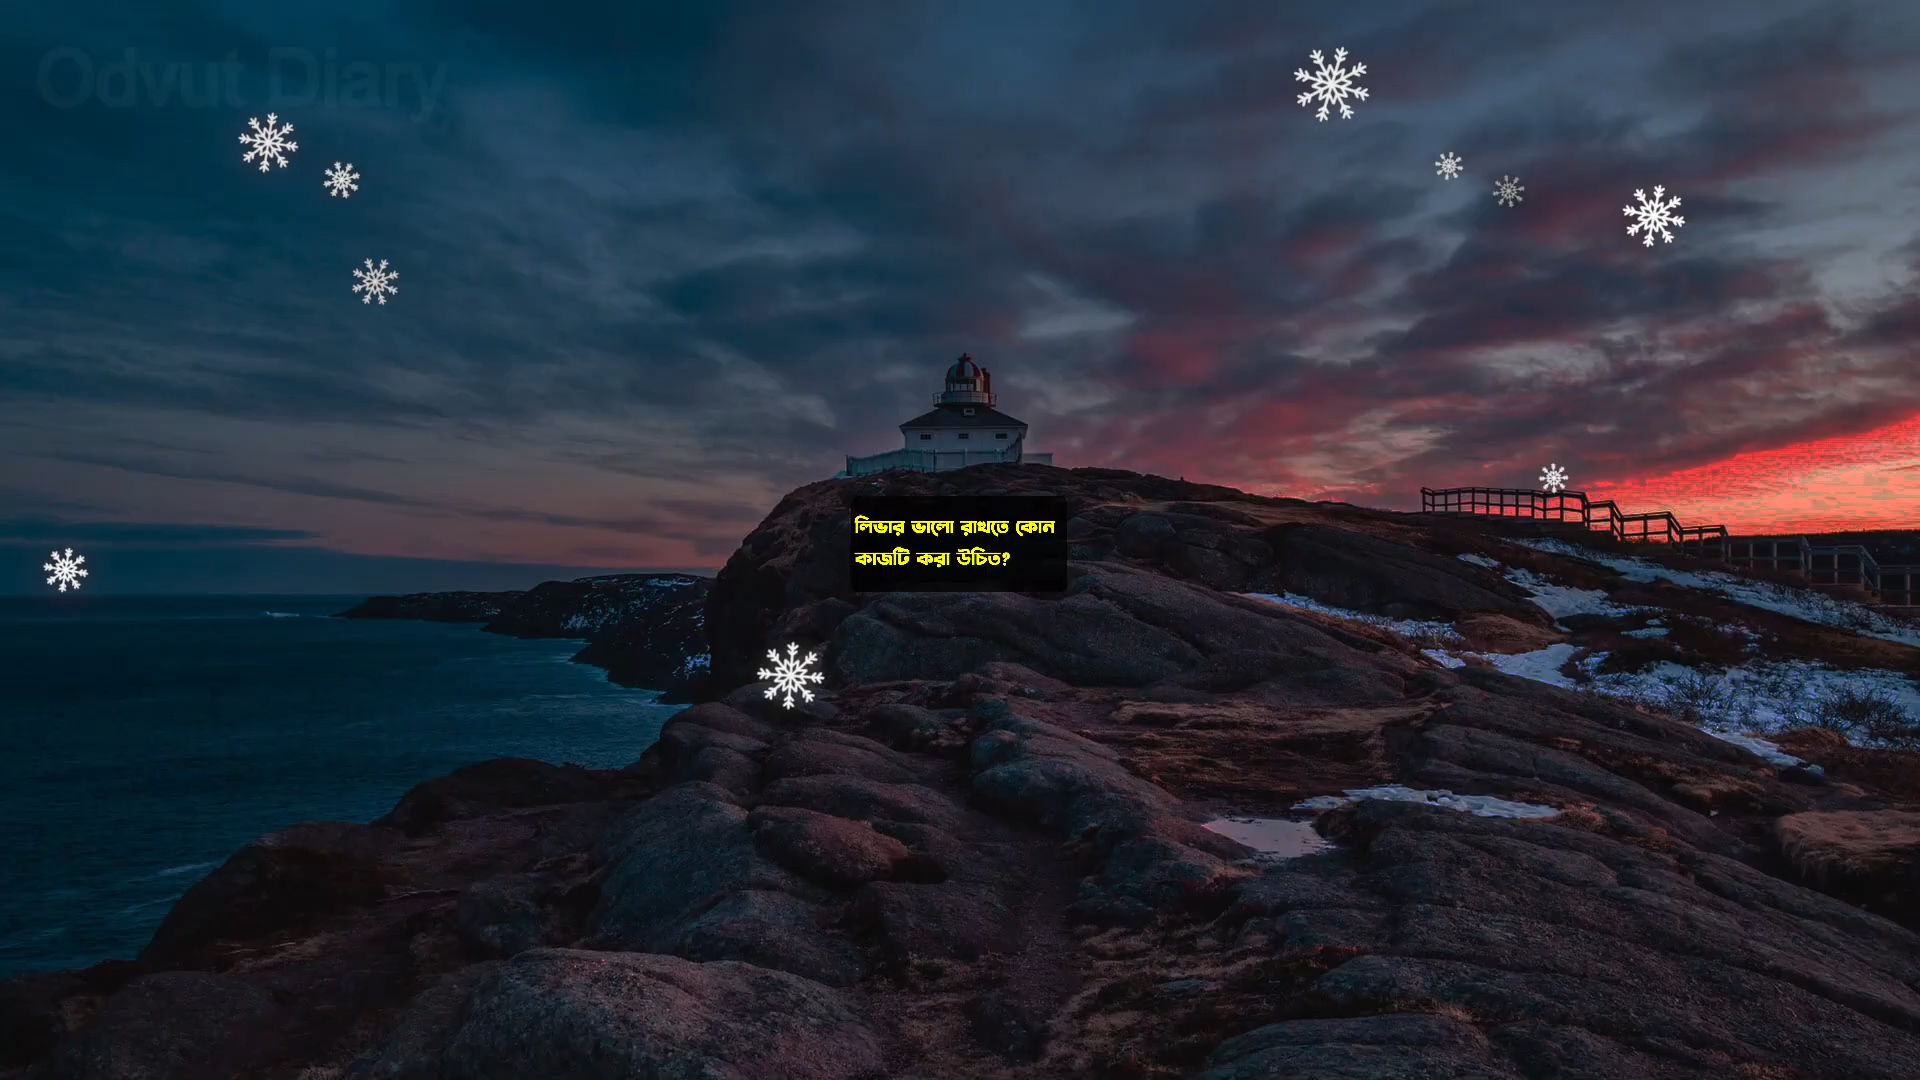 Odvut Diary
লিভার ভালো রাখতে কোন
কাজটি করা উচিত?